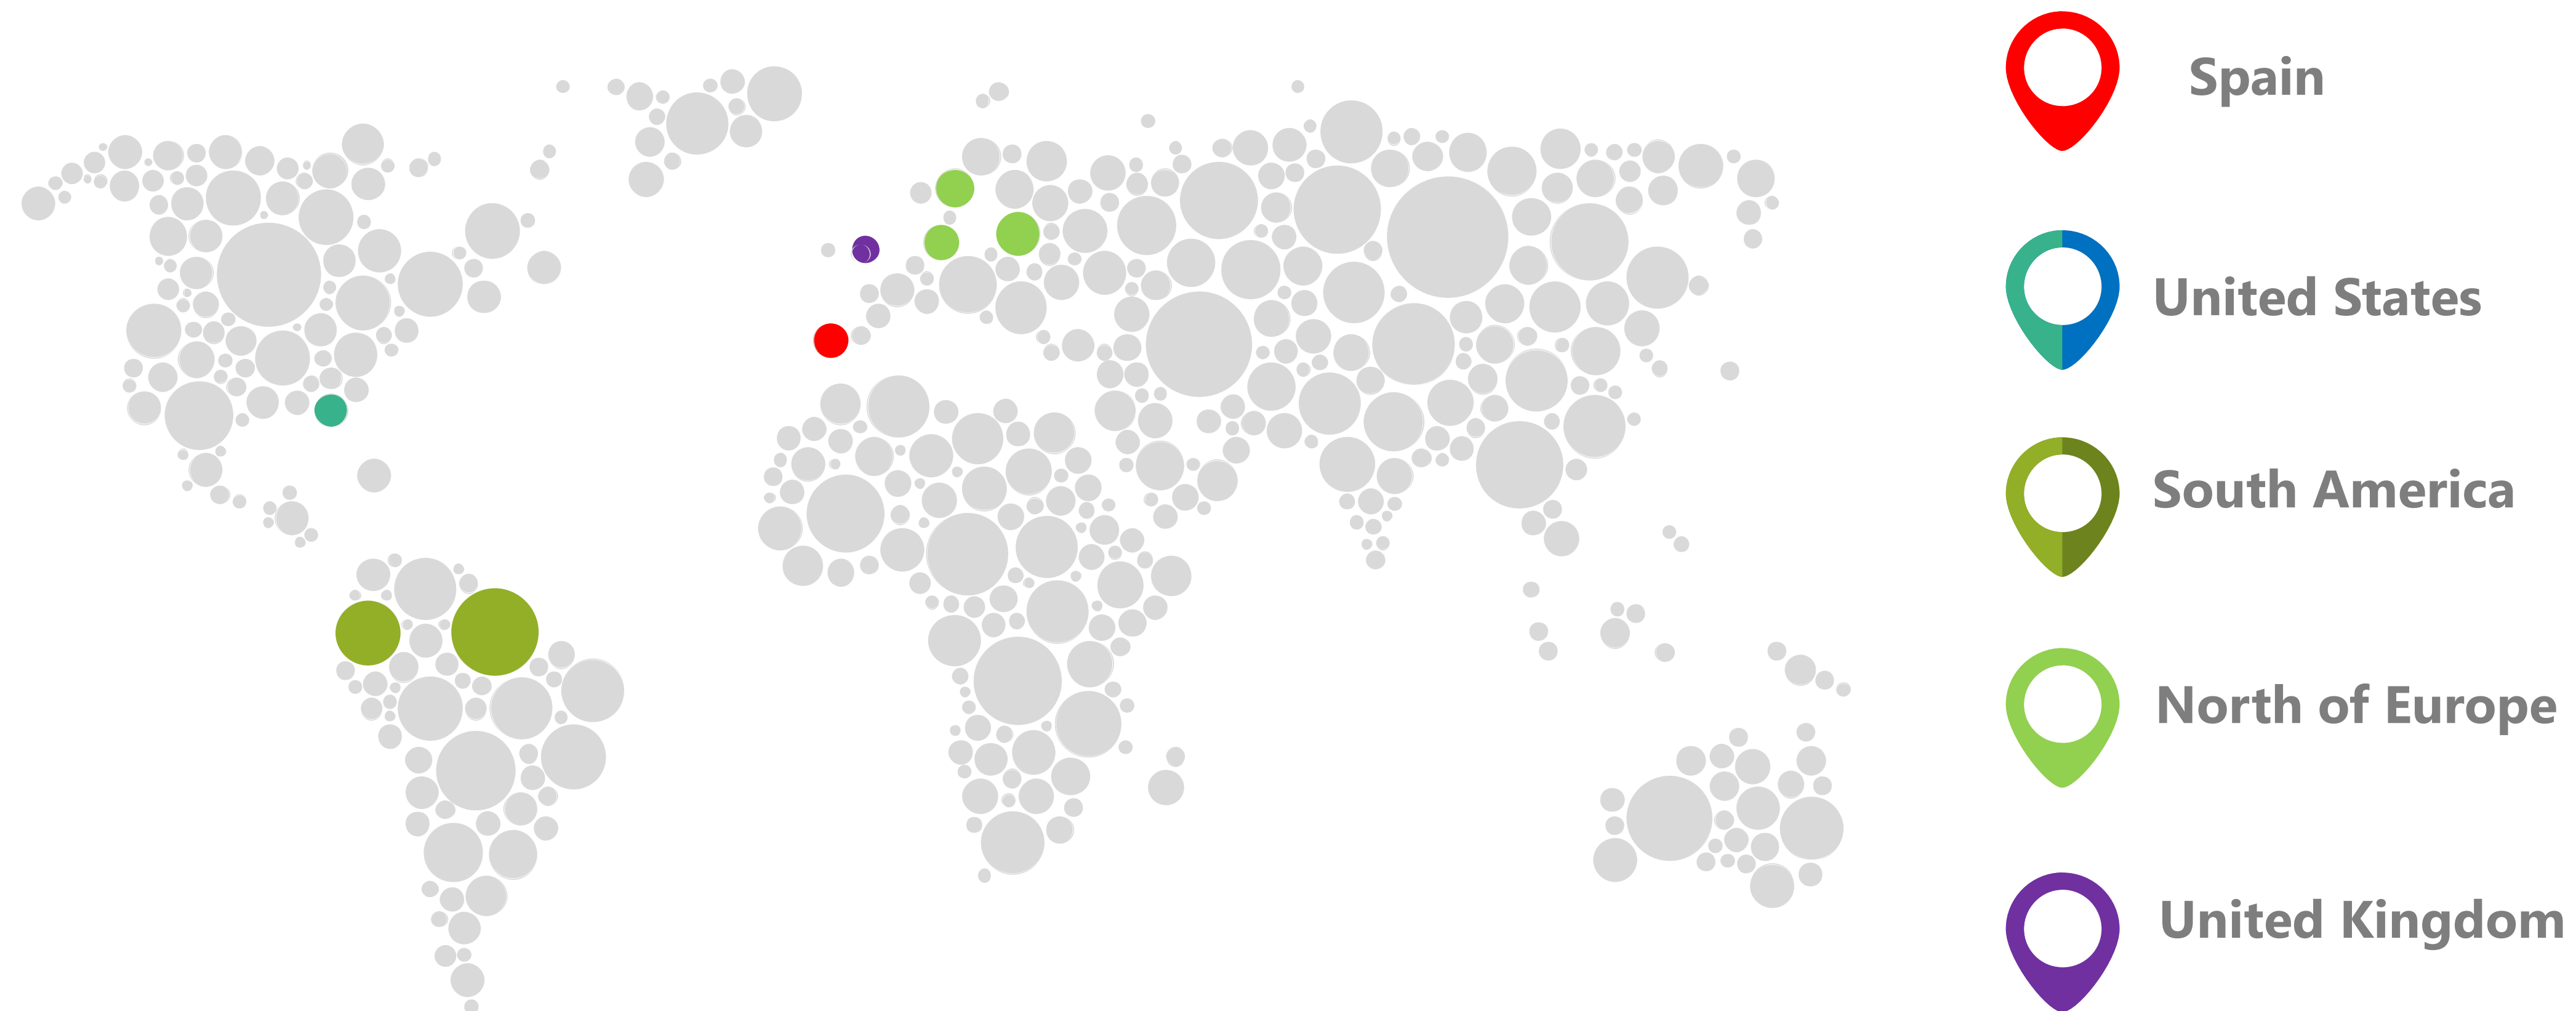 Spain
United States
South America
North of Europe
United Kingdom